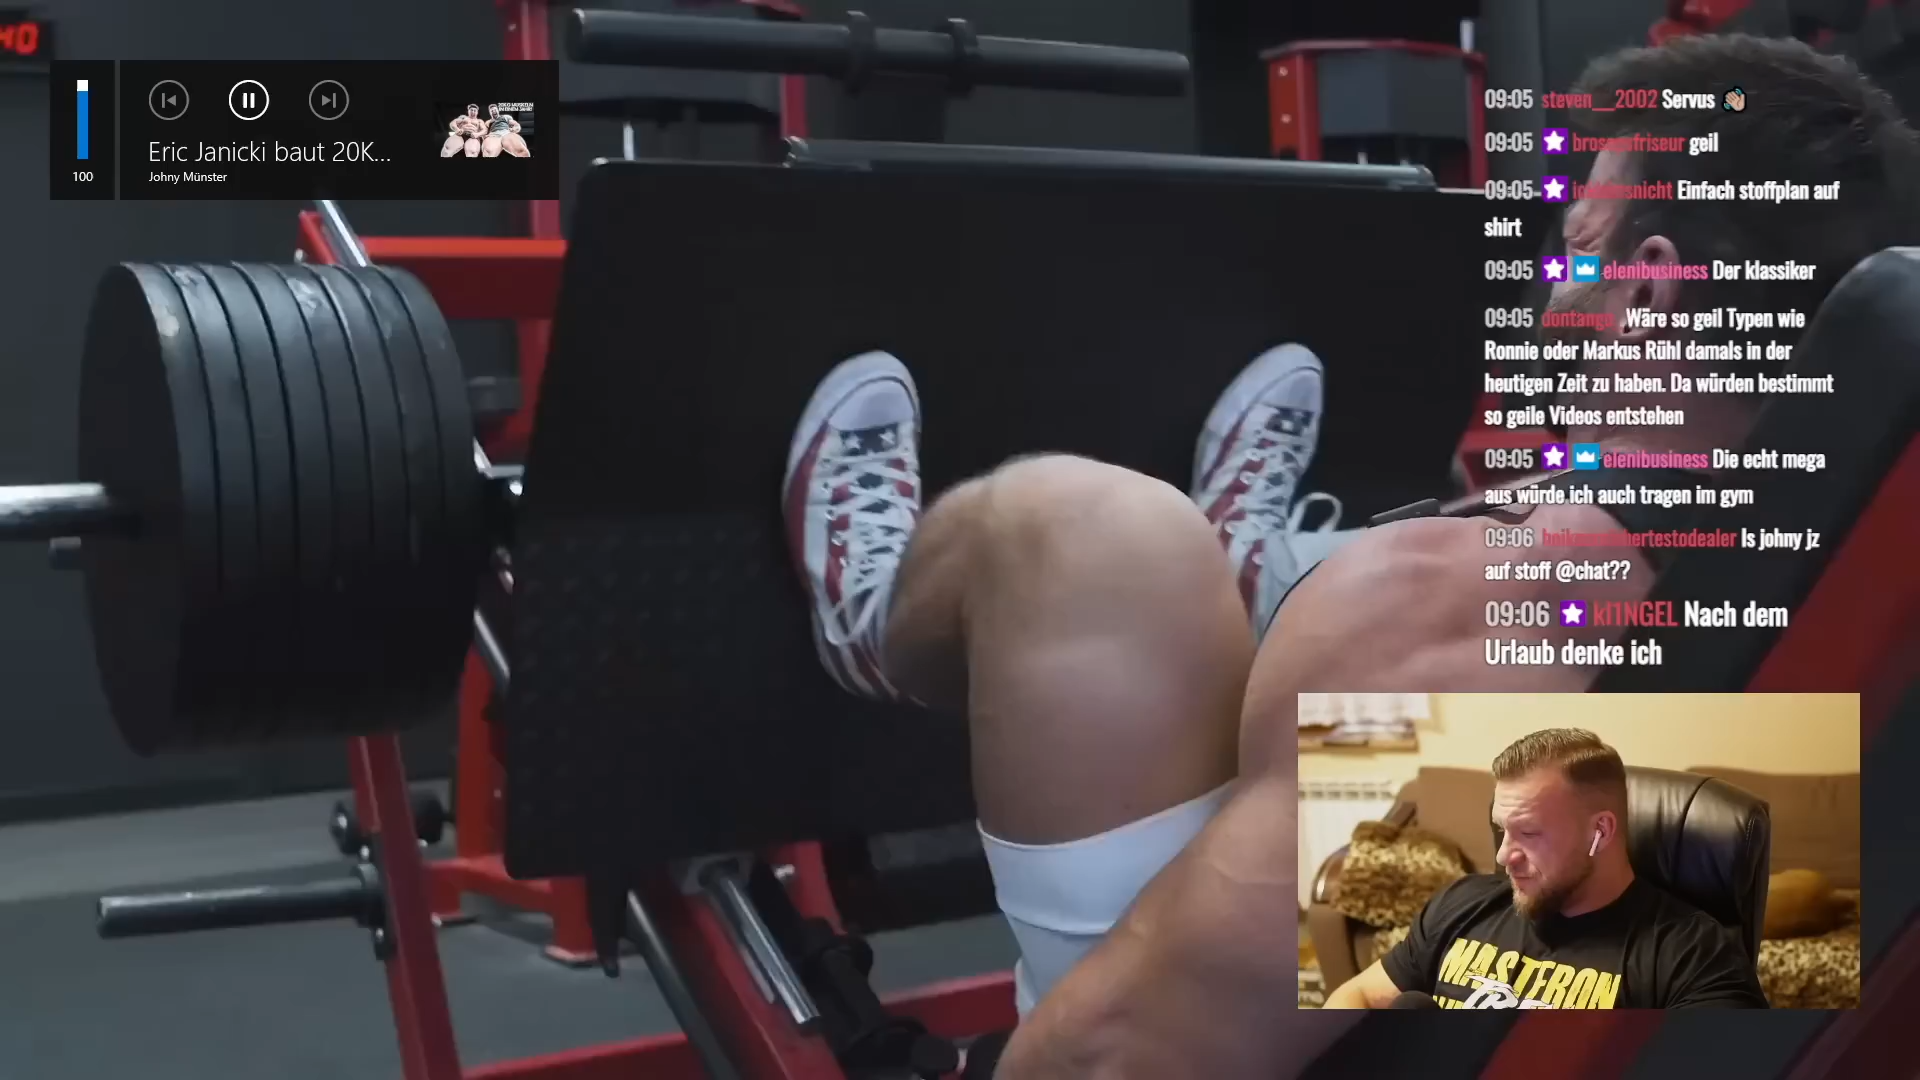 40
100
Eric Janicki baut 20K...
Johny Münster
09:05 steven__2002 Servus
09:05 geil
09:05 Einfach stoffplan auf
shirt
09:05 elenibusiness Der klassiker
09:05 dontango Wäre so geil Typen wie
Ronnie oder Markus Rühl damals in der
heutigen Zeit zu haben. Da würden bestimmt
so geile Videos entstehen
09:05 elenibusiness Die echt mega
aus würde ich auch tragen im gym
09:06 Is johny jz
auf stoff @chat??
09:06 kl1NGEL Nach dem
Urlaub denke ich
MASTERON